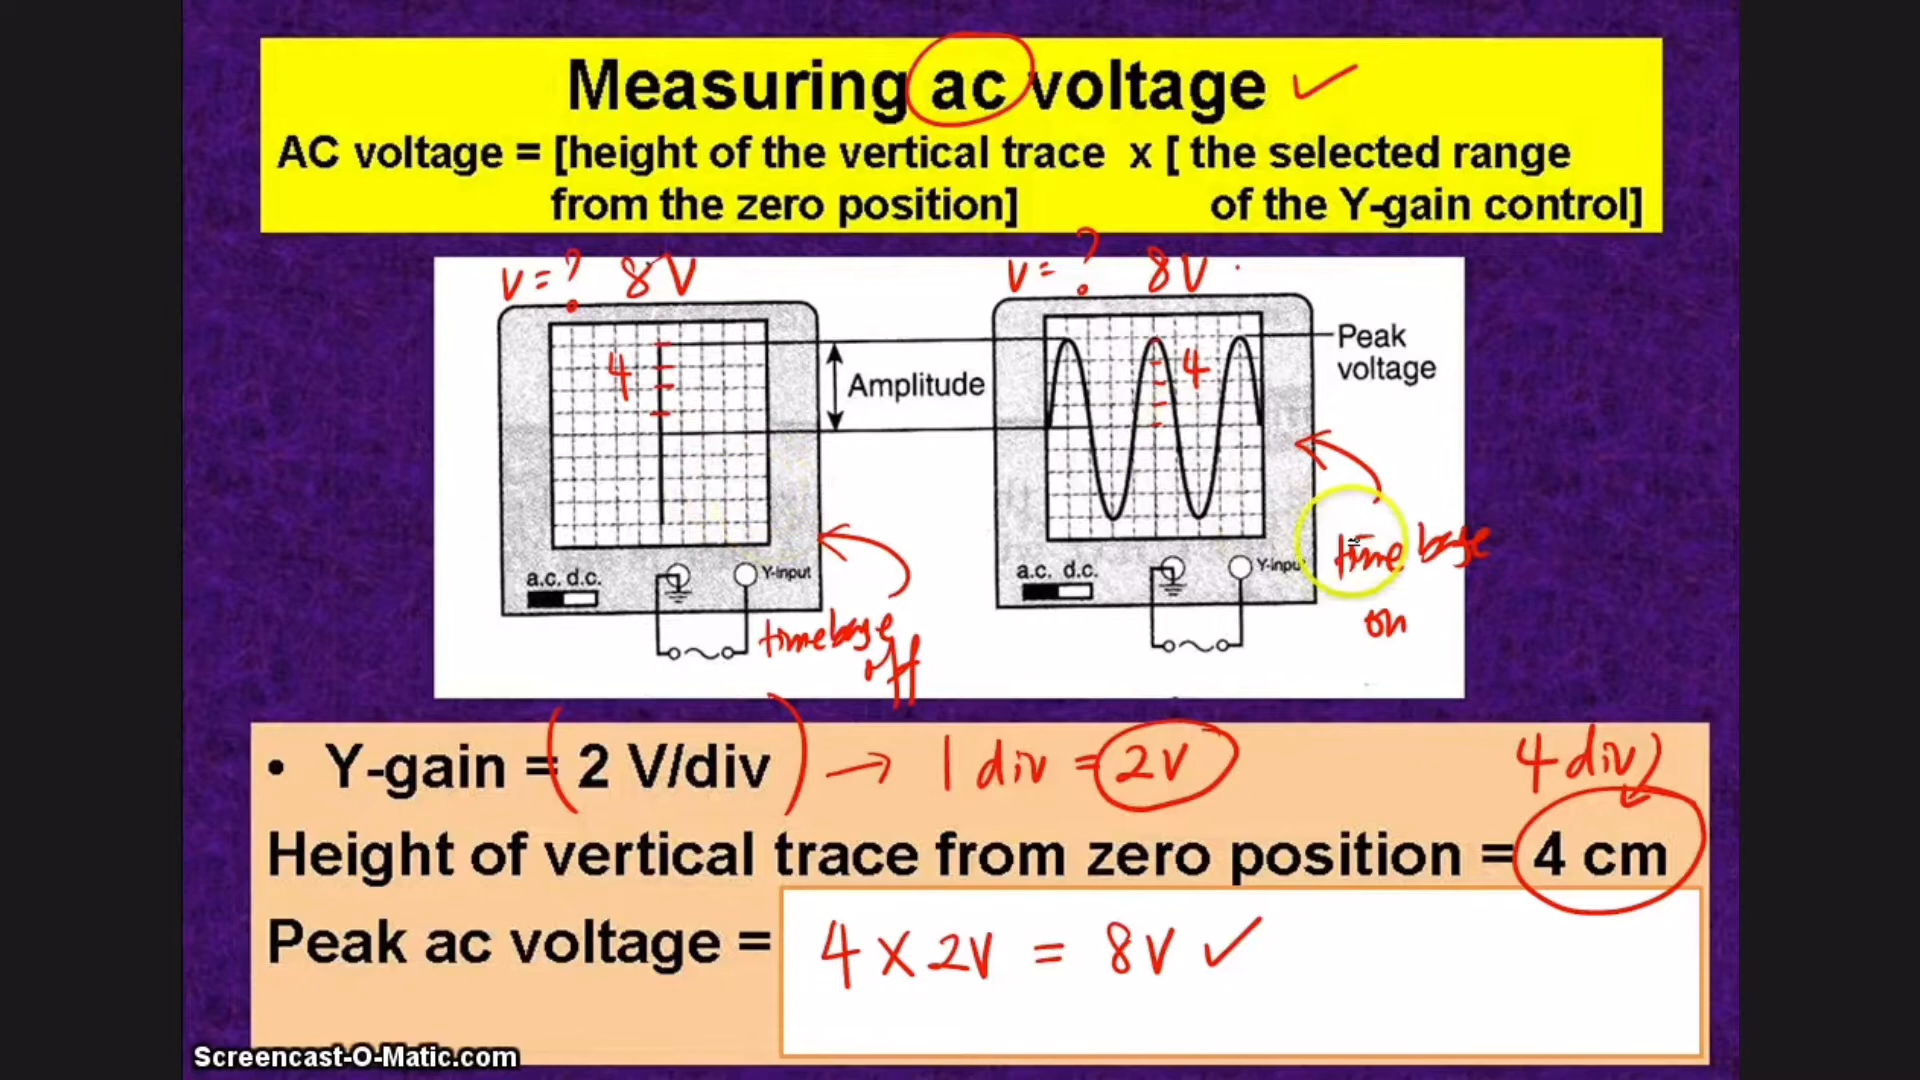 Measuring ac voltage ✓
AC voltage = [height of the vertical trace x [ the selected range
from the zero position] of the Y-gain control]
V = ? 8V
V = ? 8V
4
Amplitude
4
Peak
voltage
a.c. d.c.
Y-input
timebase
off
a.c. d.c.
Y-input
time base
on
• Y-gain = (2 V/div) → 1 div = 2V
4 div
Height of vertical trace from zero position = 4 cm
Peak ac voltage = 4 x 2V = 8V ✓
Screencast-O-Matic.com